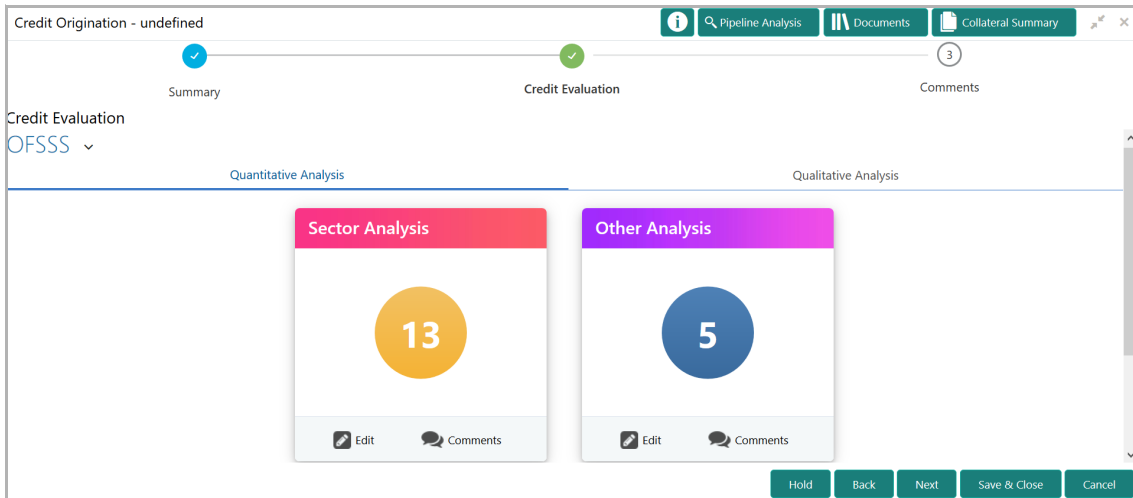 Credit Origination - undefined
i
Pipeline Analysis
Documents
Collateral Summary
3
Summary
Credit Evaluation
Comments
Credit Evaluation
OFSSS
Quantitative Analysis
Qualitative Analysis
Sector Analysis
Other Analysis
13
5
Edit
Comments
Edit
Comments
Hold
Back
Next
Save & Close
Cancel